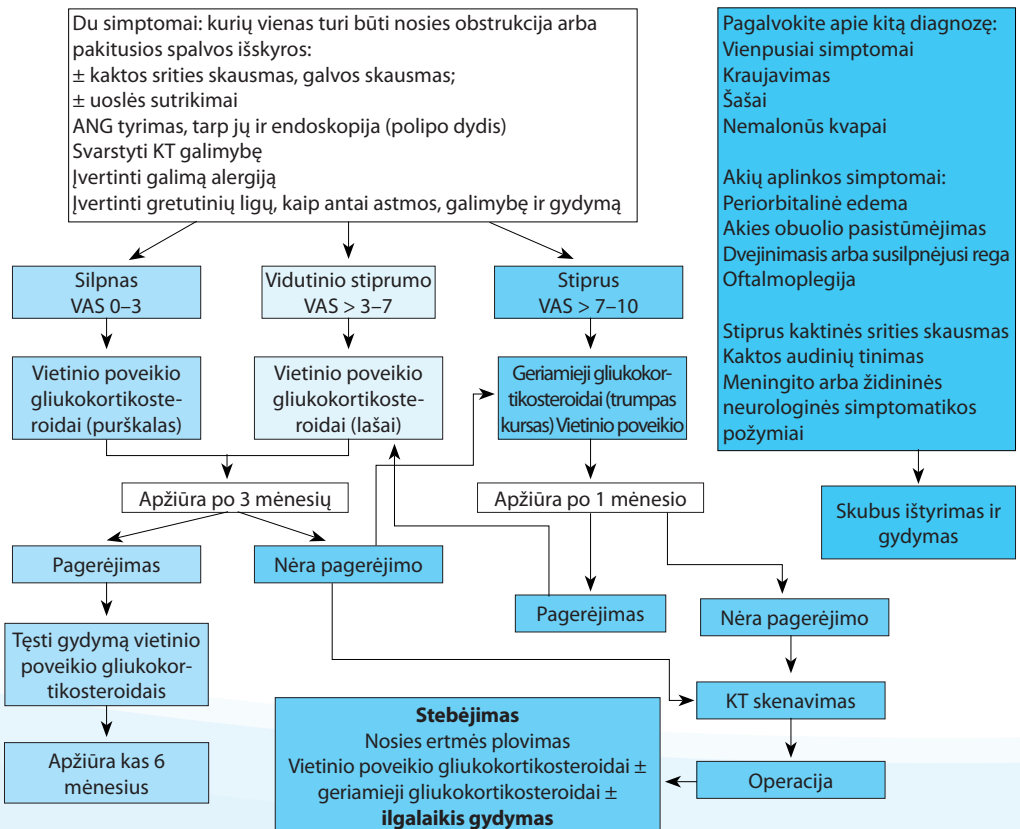 Du simptomai: kurių vienas turi būti nosies obstrukcija arba
pakitusios spalvos išskyros:
± kaktos srities skausmas, galvos skausmas;
± uoslės sutrikimai
ANG tyrimas, tarp jų ir endoskopija (polipo dydis)
Svarstyti KT galimybę
Įvertinti galimą alergiją
Įvertinti gretutinių ligų, kaip antai astmos, galimybę ir gydymą
Pagalvokite apie kitą diagnozę:
Vienpusiai simptomai
Kraujavimas
Šašai
Nemalonūs kvapai
Akių aplinkos simptomai:
Periorbitalinė edema
Akies obuolio pasistūmėjimas
Dvejinimasis arba susilpnėjusi rega
Oftalmoplegija
Stiprus kaktinės srities skausmas
Kaktos audinių tinimas
Meningito arba židininės
neurologinės simptomatikos
požymiai
Skubus ištyrimas ir
gydymas
Silpnas
VAS 0–3
Vidutinio stiprumo
VAS > 3–7
Stiprus
VAS > 7–10
Vietinio poveikio
gliukokortikoste-
roidai (purškalas)
Vietinio poveikio
gliukokortikoste-
roidai (lašai)
Geriamieji gliukokor-
tikosteroidai (trumpas
kursas) Vietinio poveikio
Apžiūra po 3 mėnesių
Apžiūra po 1 mėnesio
Pagerėjimas
Nėra pagerėjimo
Pagerėjimas
Nėra pagerėjimo
Tęsti gydymą vietinio
poveikio gliukokor-
tikosteroidais
Apžiūra kas 6
mėnesius
KT skenavimas
Operacija
Stebėjimas
Nosies ertmės plovimas
Vietinio poveikio gliukokortikosteroidai ±
geriamieji gliukokortikosteroidai ±
ilgalaikis gydymas